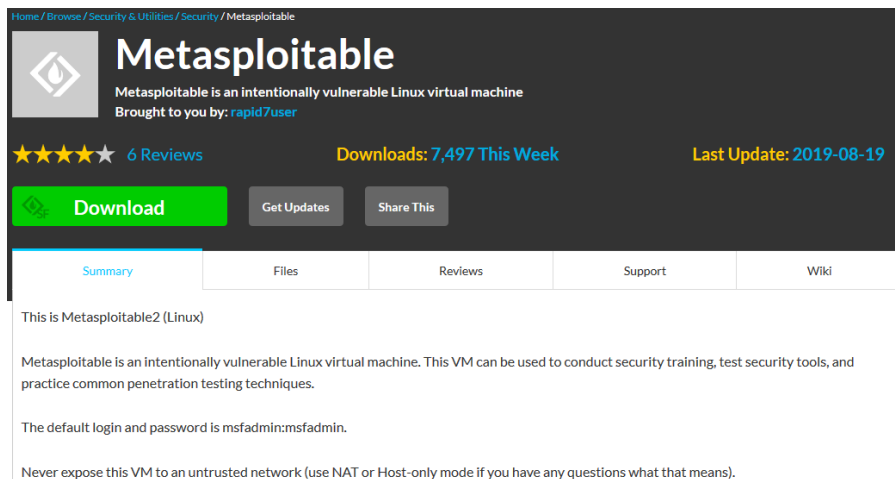 Home / Browse / Security & Utilities / Security / Metasploitable
Metasploitable
Metasploitable is an intentionally vulnerable Linux virtual machine
Brought to you by: rapid7user
6 Reviews
Downloads: 7,497 This Week
Last Update: 2019-08-19
SF Download
Get Updates
Share This
Summary
Files
Reviews
Support
Wiki
This is Metasploitable2 (Linux)
Metasploitable is an intentionally vulnerable Linux virtual machine. This VM can be used to conduct security training, test security tools, and
practice common penetration testing techniques.
The default login and password is msfadmin:msfadmin.
Never expose this VM to an untrusted network (use NAT or Host-only mode if you have any questions what that means).